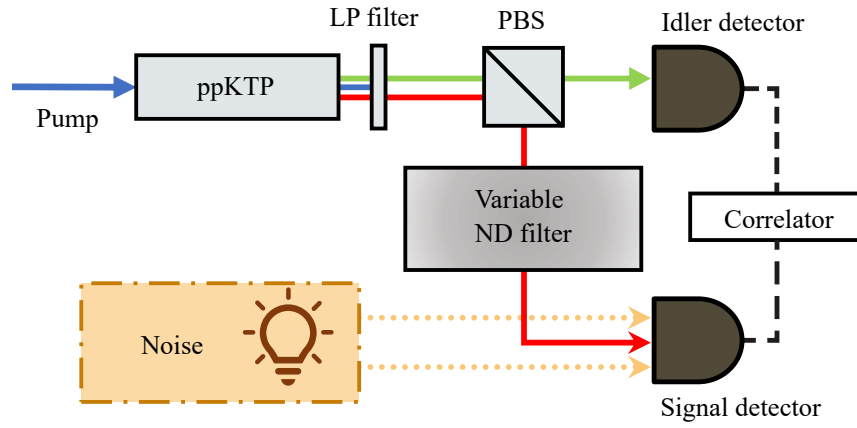 LP filter
PBS
Idler detector
ppKTP
Pump
Variable
ND filter
Correlator
Noise
Signal detector